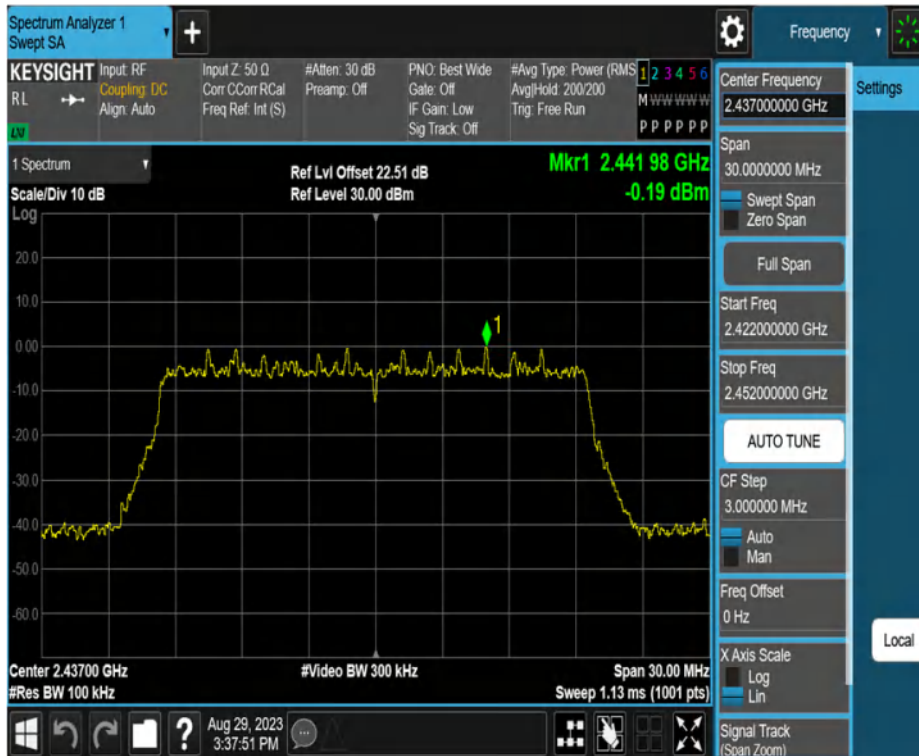 Spectrum Analyzer 1
Swept SA
Frequency
KEYSIGHT
RL
LNI
Input: RF
Coupling: DC
Align: Auto
Input Z: 50 Ω
Corr CCorr RCal
Freq Ref: Int (S)
#Atten: 30 dB
Preamp: Off
PNO: Best Wide
Gate: Off
IF Gain: Low
Sig Track: Off
#Avg Type: Power (RMS
Avg|Hold: 200/200
Trig: Free Run
1 2 3 4 5 6
M W W W W W
P P P P P P
1 Spectrum
Scale/Div 10 dB
Ref Lvl Offset 22.51 dB
Ref Level 30.00 dBm
Mkr1 2.441 98 GHz
-0.19 dBm
Log
20.0
10.0
0.00
-10.0
-20.0
-30.0
-40.0
-50.0
-60.0
1
Center 2.43700 GHz
#Res BW 100 kHz
#Video BW 300 kHz
Span 30.00 MHz
Sweep 1.13 ms (1001 pts)
?
Aug 29, 2023
3:37:51 PM
Center Frequency
2.437000000 GHz
Span
30.0000000 MHz
Swept Span
Zero Span
Full Span
Start Freq
2.422000000 GHz
Stop Freq
2.452000000 GHz
AUTO TUNE
CF Step
3.000000 MHz
Auto
Man
Freq Offset
0 Hz
X Axis Scale
Log
Lin
Signal Track
(Span Zoom)
Settings
Local